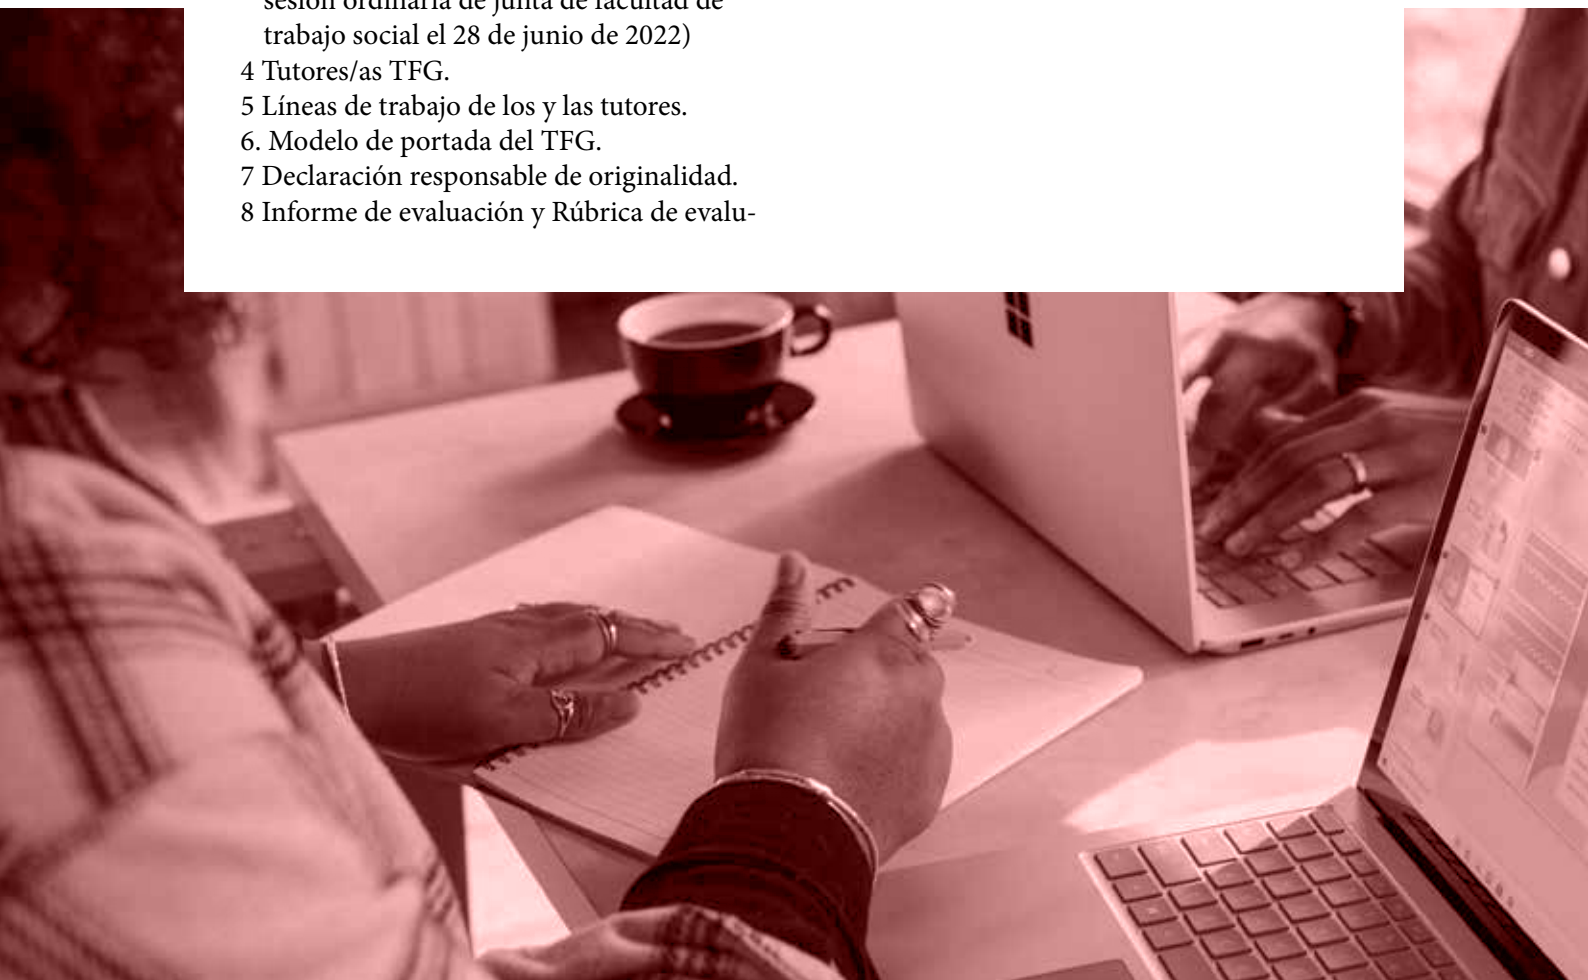 sesión ordinaria de junta de facultad de
trabajo social el 28 de junio de 2022)
4 Tutores/as TFG.
5 Líneas de trabajo de los y las tutores.
6. Modelo de portada del TFG.
7 Declaración responsable de originalidad.
8 Informe de evaluación y Rúbrica de evalu-